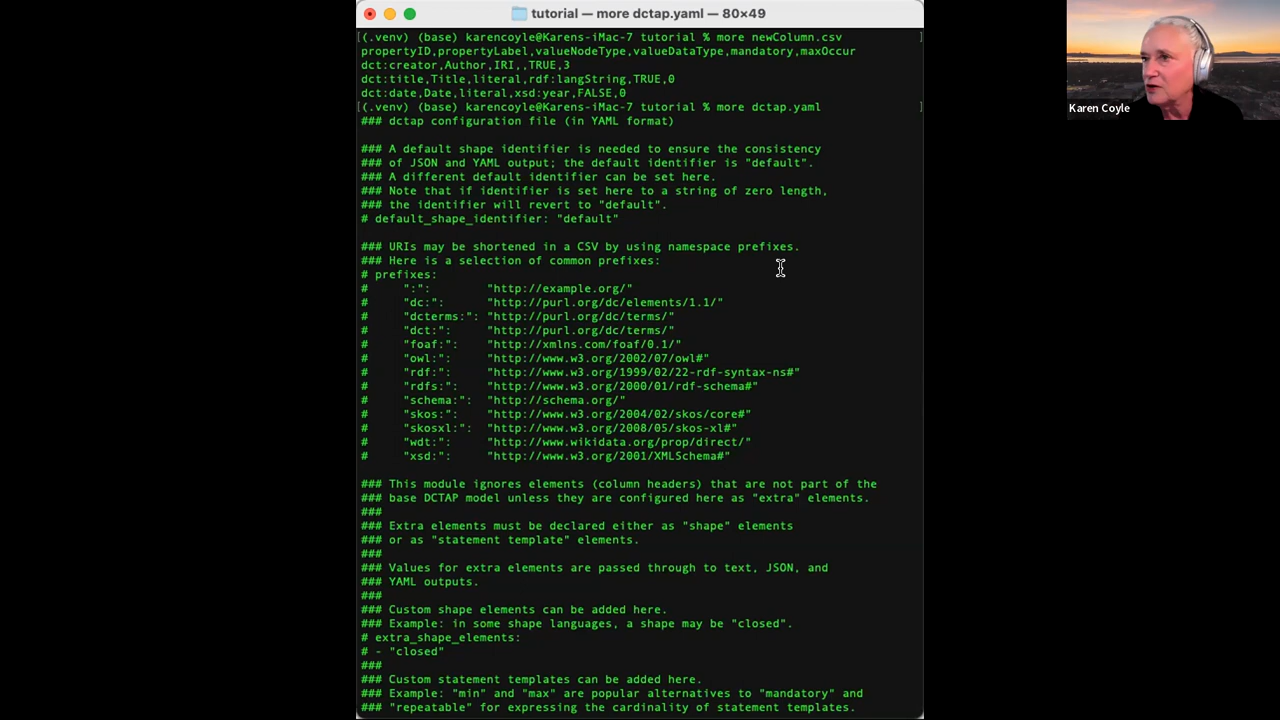 tutorial — more dctap.yaml — 80×49
[(.venv) (base) karencoyle@Karens-iMac-7 tutorial % more newColumn.csv ]
propertyID,propertyLabel,valueNodeType,valueDataType,mandatory,maxOccur
dct:creator,Author,IRI,,TRUE,3
dct:title,Title,literal,rdf:langString,TRUE,0
dct:date,Date,literal,xsd:year,FALSE,0
[(.venv) (base) karencoyle@Karens-iMac-7 tutorial % more dctap.yaml ]
### dctap configuration file (in YAML format)
### A default shape identifier is needed to ensure the consistency
### of JSON and YAML output; the default identifier is "default".
### A different default identifier can be set here.
### Note that if identifier is set here to a string of zero length,
### the identifier will revert to "default".
# default_shape_identifier: "default"
### URIs may be shortened in a CSV by using namespace prefixes.
### Here is a selection of common prefixes:
# prefixes:
#     ":":       "http://example.org/"
#     "dc:":     "http://purl.org/dc/elements/1.1/"
#     "dcterms:": "http://purl.org/dc/terms/"
#     "dct:":    "http://purl.org/dc/terms/"
#     "foaf:":   "http://xmlns.com/foaf/0.1/"
#     "owl:":    "http://www.w3.org/2002/07/owl#"
#     "rdf:":    "http://www.w3.org/1999/02/22-rdf-syntax-ns#"
#     "rdfs:":   "http://www.w3.org/2000/01/rdf-schema#"
#     "schema:":  "http://schema.org/"
#     "skos:":   "http://www.w3.org/2004/02/skos/core#"
#     "skosxl:":  "http://www.w3.org/2008/05/skos-xl#"
#     "wdt:":    "http://www.wikidata.org/prop/direct/"
#     "xsd:":    "http://www.w3.org/2001/XMLSchema#"
### This module ignores elements (column headers) that are not part of the
### base DCTAP model unless they are configured here as "extra" elements.
###
### Extra elements must be declared either as "shape" elements
### or as "statement template" elements.
###
### Values for extra elements are passed through to text, JSON, and
### YAML outputs.
###
### Custom shape elements can be added here.
### Example: in some shape languages, a shape may be "closed".
# extra_shape_elements:
# - "closed"
###
### Custom statement templates can be added here.
### Example: "min" and "max" are popular alternatives to "mandatory" and
### "repeatable" for expressing the cardinality of statement templates.
Karen Coyle